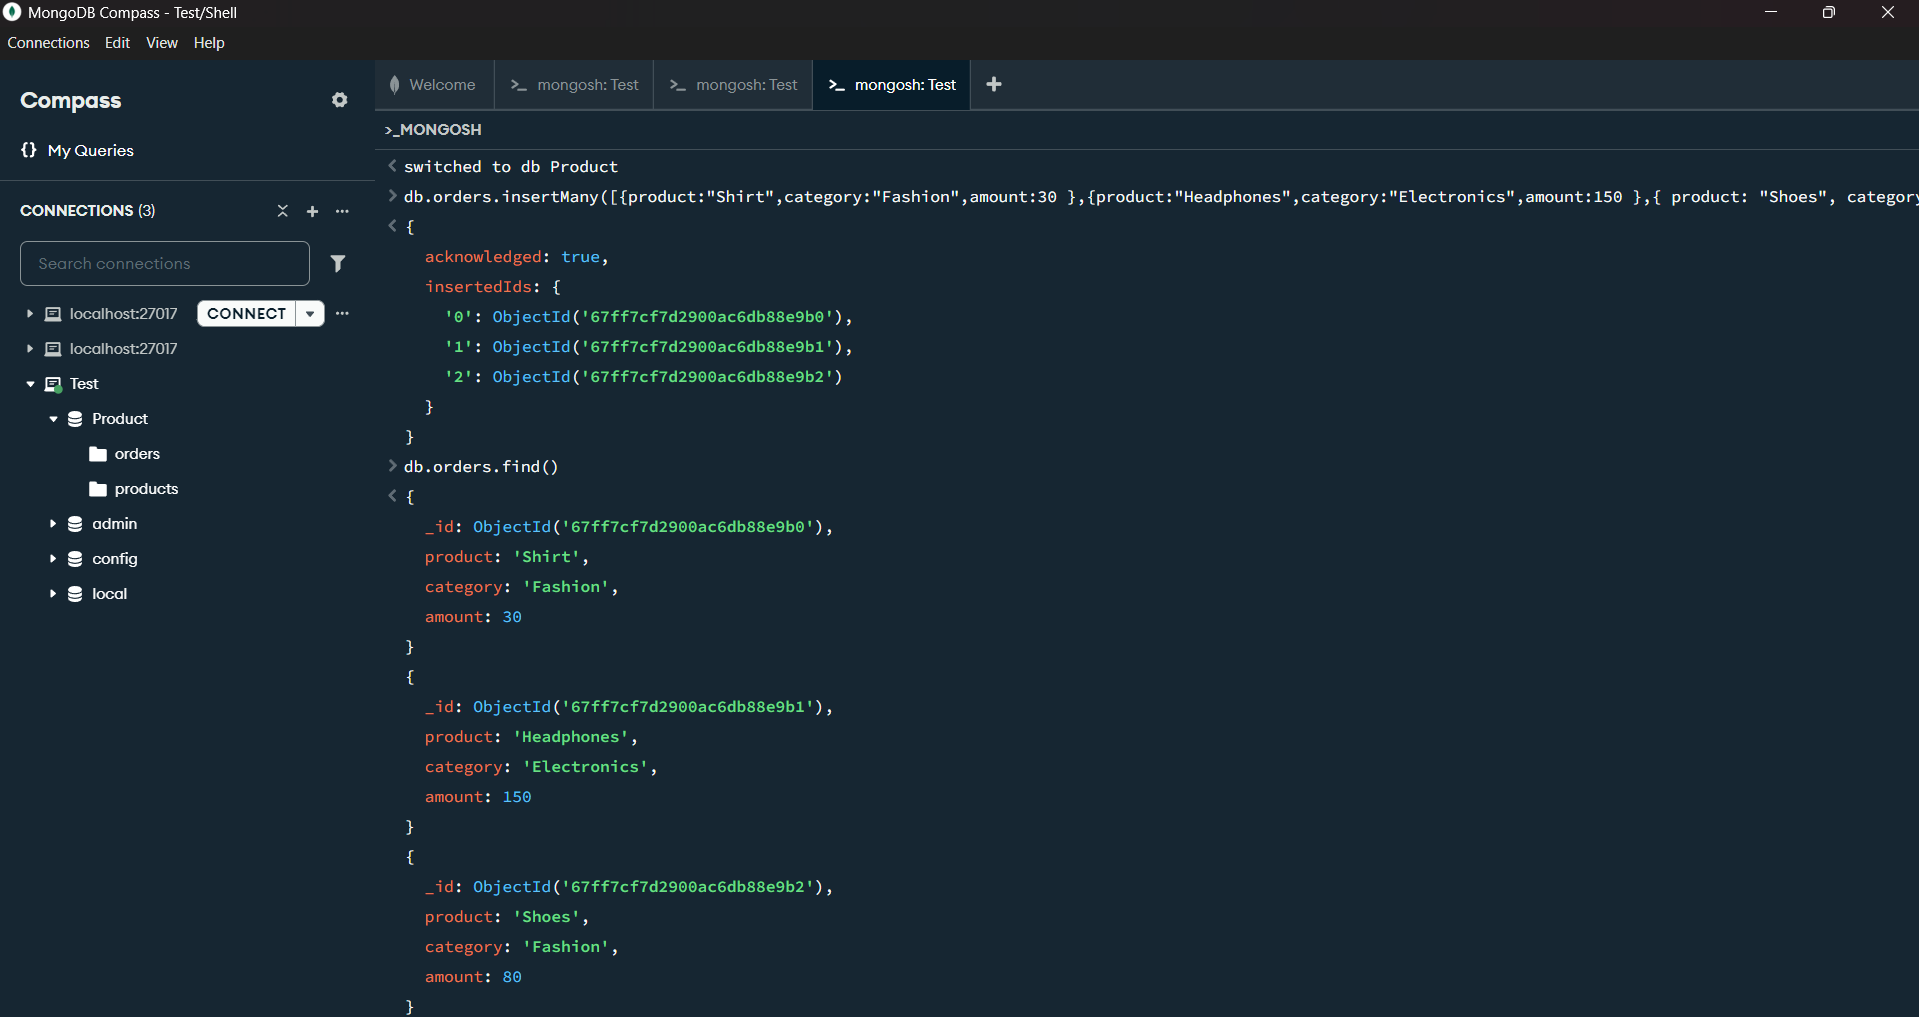 MongoDB Compass - Test/Shell
Connections Edit View Help
Compass
{} My Queries
CONNECTIONS (3)
Search connections
localhost:27017 CONNECT
localhost:27017
Test
Product
orders
products
admin
config
local
Welcome
>_ mongosh: Test
>_ mongosh: Test
>_ mongosh: Test
>_MONGOSH
< switched to db Product
> db.orders.insertMany([{product:"Shirt",category:"Fashion",amount:30 },{product:"Headphones",category:"Electronics",amount:150 },{ product: "Shoes", category
< {
acknowledged: true,
insertedIds: {
'0': ObjectId('67ff7cf7d2900ac6db88e9b0'),
'1': ObjectId('67ff7cf7d2900ac6db88e9b1'),
'2': ObjectId('67ff7cf7d2900ac6db88e9b2')
}
}
> db.orders.find()
< {
_id: ObjectId('67ff7cf7d2900ac6db88e9b0'),
product: 'Shirt',
category: 'Fashion',
amount: 30
}
{
_id: ObjectId('67ff7cf7d2900ac6db88e9b1'),
product: 'Headphones',
category: 'Electronics',
amount: 150
}
{
_id: ObjectId('67ff7cf7d2900ac6db88e9b2'),
product: 'Shoes',
category: 'Fashion',
amount: 80
}